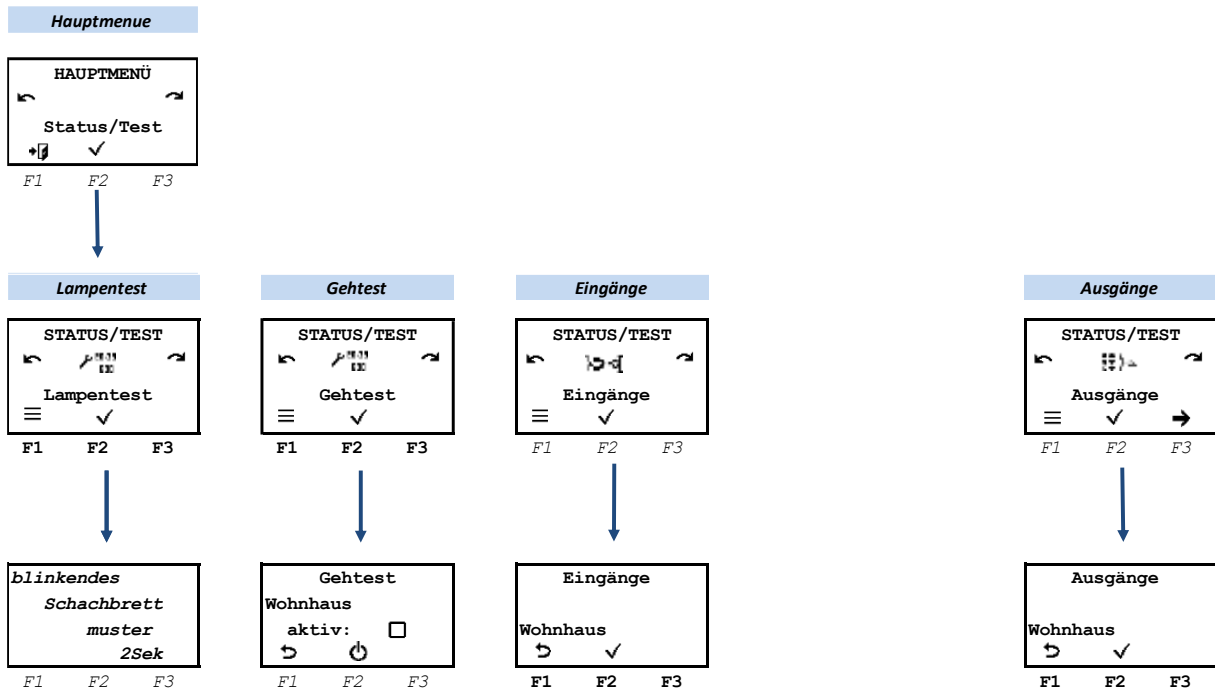 Hauptmenue
HAUPTMENÜ
Status/Test
F1 F2 F3
Lampentest
STATUS/TEST
Lampentest
F1 F2 F3
blinkendes
Schachbrett
muster
2Sek
F1 F2 F3
Gehtest
STATUS/TEST
Gehtest
F1 F2 F3
Gehtest
Wohnhaus
aktiv:
F1 F2 F3
Eingänge
STATUS/TEST
Eingänge
F1 F2 F3
Eingänge
Wohnhaus
F1 F2 F3
Ausgänge
STATUS/TEST
Ausgänge
F1 F2 F3
Ausgänge
Wohnhaus
F1 F2 F3